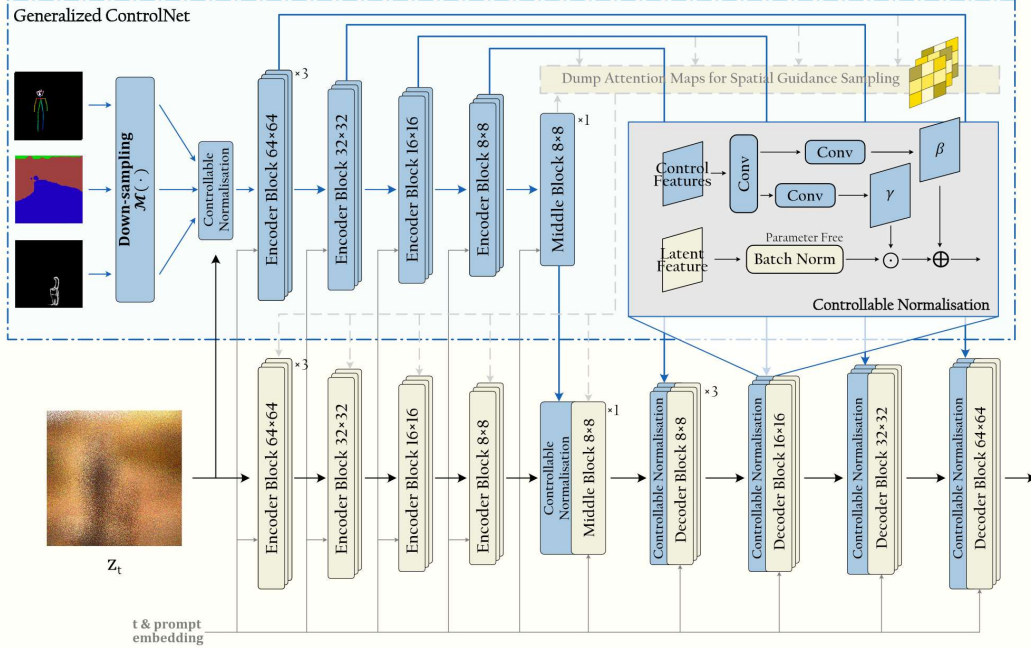 Generalized ControlNet
Down-sampling
M(·)
Controllable
Normalisation
Encoder Block 64×64
×3
Encoder Block 32×32
Encoder Block 16×16
Encoder Block 8×8
Middle Block 8×8
×1
Dump Attention Maps for Spatial Guidance Sampling
Control
Features
Conv
Conv
Conv
γ
β
Latent
Feature
Parameter Free
Batch Norm
Controllable Normalisation
Z_t
Encoder Block 64×64
×3
Encoder Block 32×32
Encoder Block 16×16
Encoder Block 8×8
Controllable
Normalisation
Middle Block 8×8
×1
Controllable Normalisation
Decoder Block 8×8
×3
Controllable Normalisation
Decoder Block 16×16
Controllable Normalisation
Decoder Block 32×32
Controllable Normalisation
Decoder Block 64×64
t & prompt
embedding